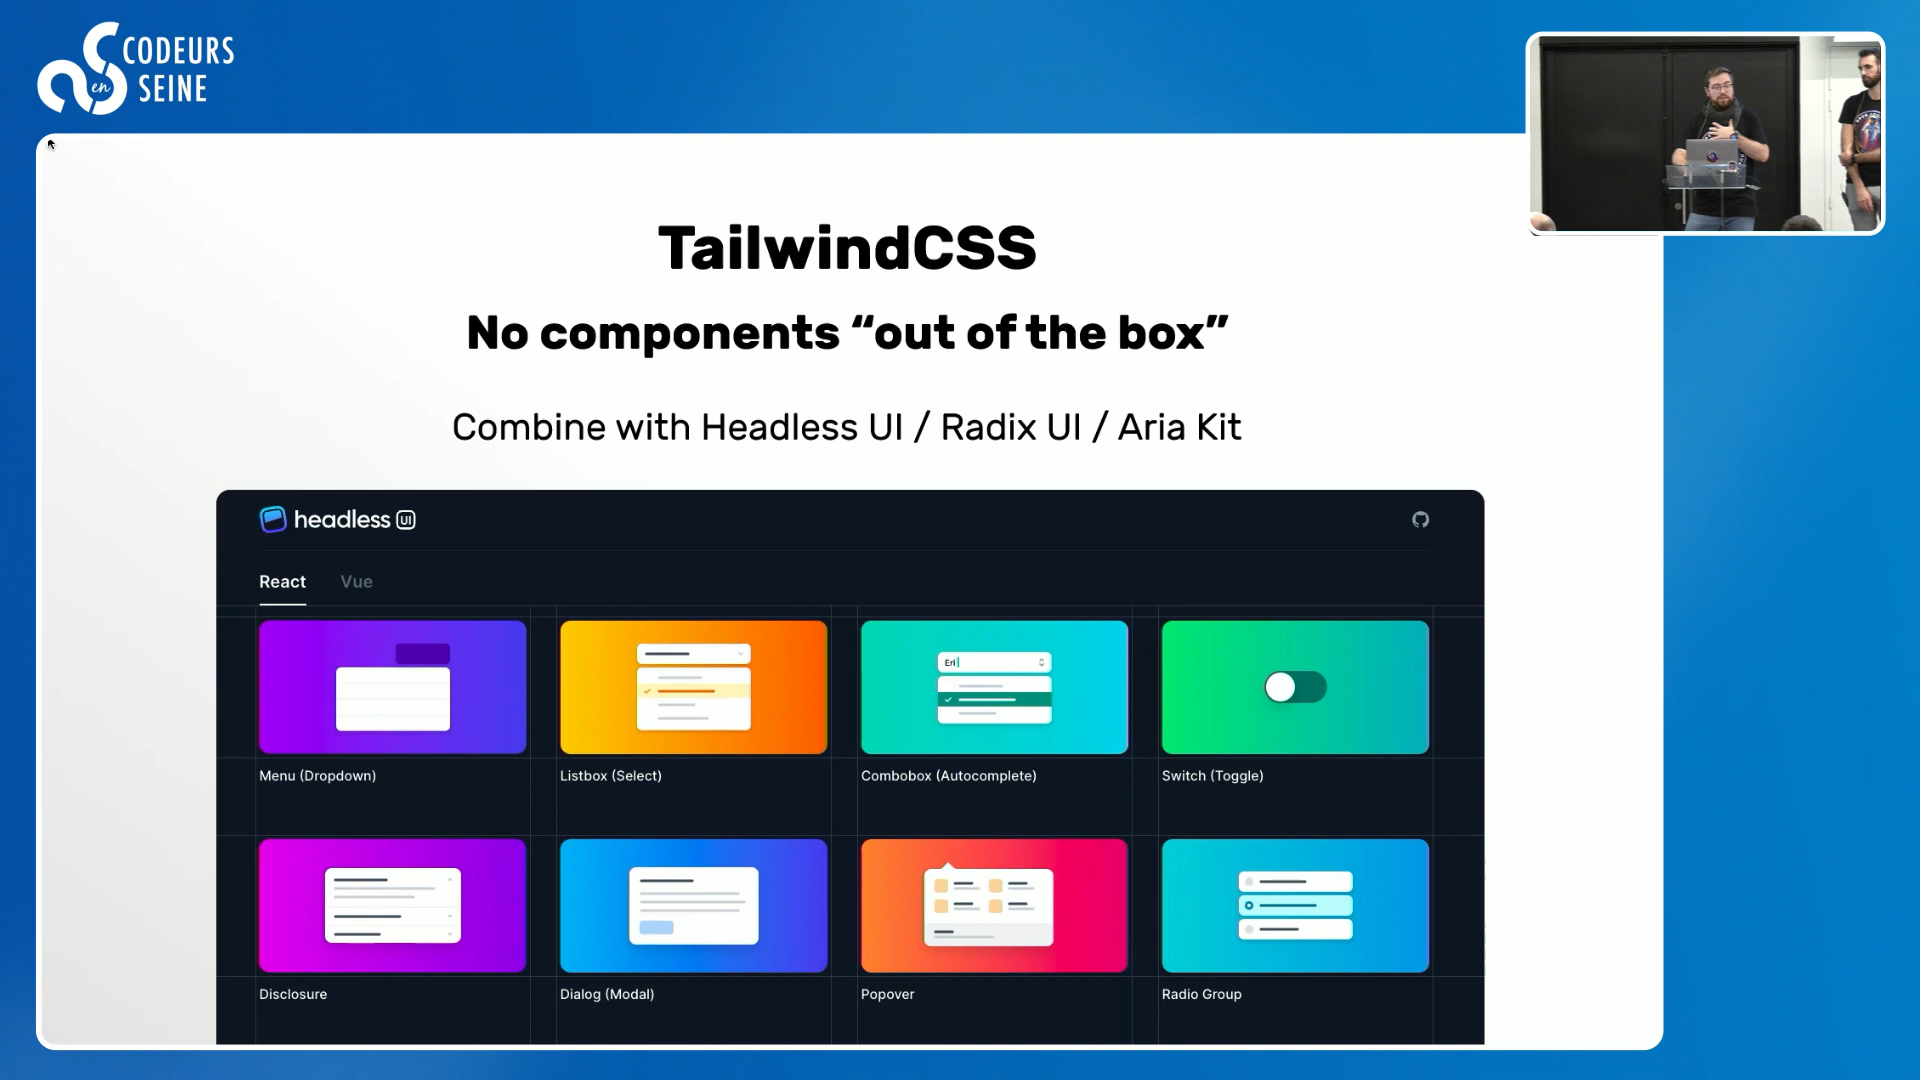 CODEURS
en
SEINE
TailwindCSS
No components “out of the box”
Combine with Headless UI / Radix UI / Aria Kit
headless UI
React Vue
Eri
Menu (Dropdown) Listbox (Select) Combobox (Autocomplete) Switch (Toggle)
Disclosure Dialog (Modal) Popover Radio Group